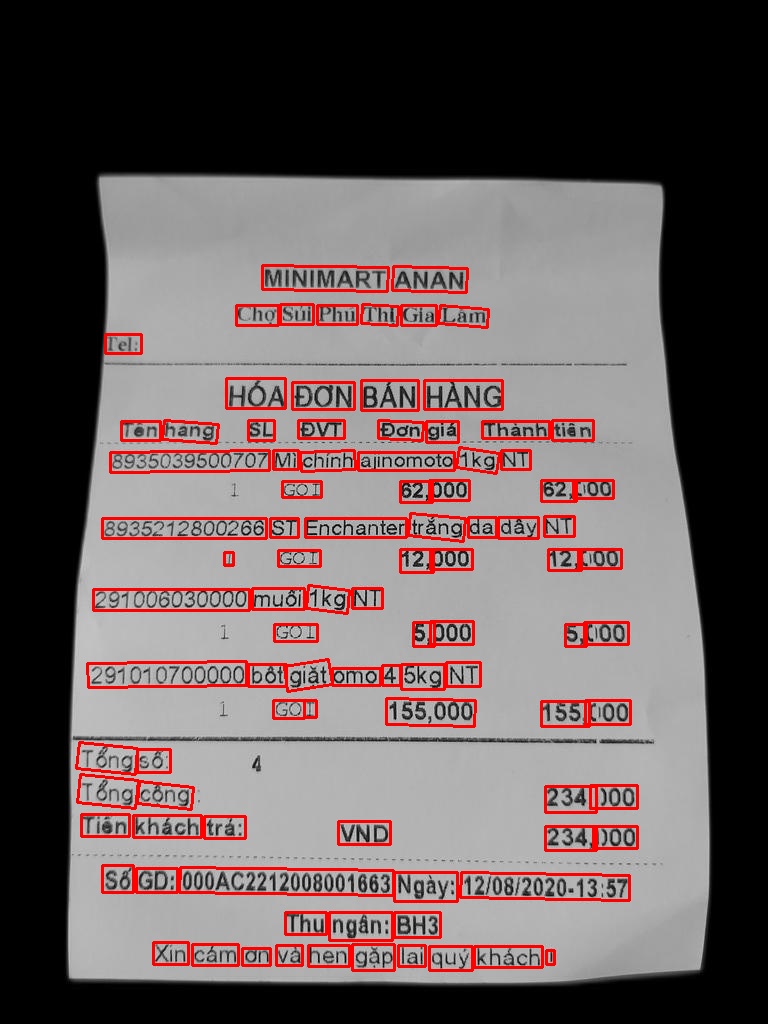 MINIMART ANAN
Chợ Sủi Phú Thị Gia Lâm
Tel:
HÓA ĐƠN BÁN HÀNG
Tên hàng SL ĐVT Đơn giá Thành tiền
8935039500707 Mì chính ajinomoto 1kg NT
1 GOI 62,000 62,000
8935212800266 ST Enchanter trắng da dầy NT
1 GOI 12,000 12,000
291006030000 muối 1kg NT
1 GOI 5,000 5,000
291010700000 bôt giặt omo 4 5kg NT
1 GOI 155,000 155,000
Tổng số: 4
Tổng công : 234,000
Tiền khách trả: VND 234,000
Số GD: 000AC2212008001663 Ngày: 12/08/2020-13:57
Thu ngân: BH3
Xin cám ơn và hen gặp lai quý khách !